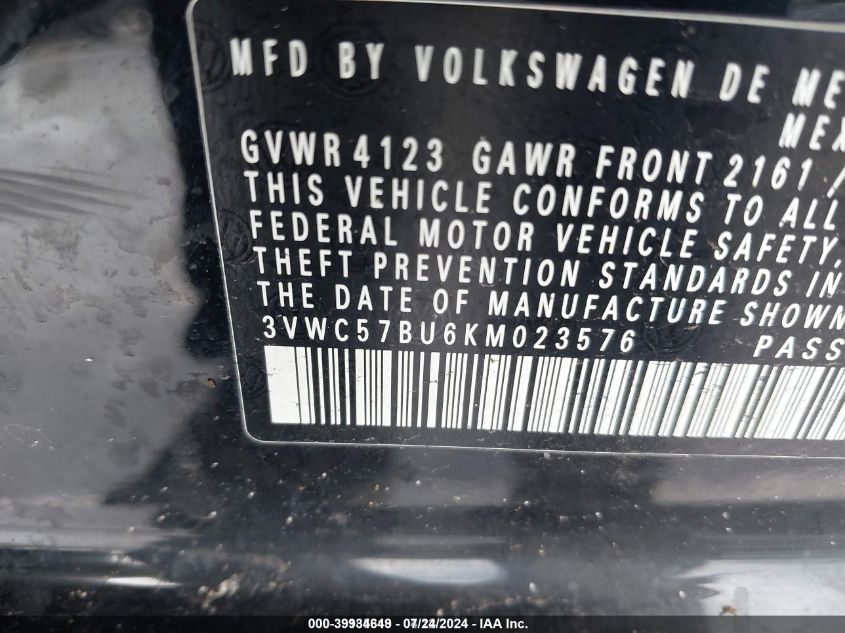 MFD BY VOLKSWAGEN DE ME
MEX
GVWR 4123 GAWR FRONT 2161 /
THIS VEHICLE CONFORMS TO ALL
FEDERAL MOTOR VEHICLE SAFETY,
THEFT PREVENTION STANDARDS IN
THE DATE OF MANUFACTURE SHOWN
3VWC57BU6KM023576 PASS
000-39934649 - 07/24/2024 - IAA Inc.